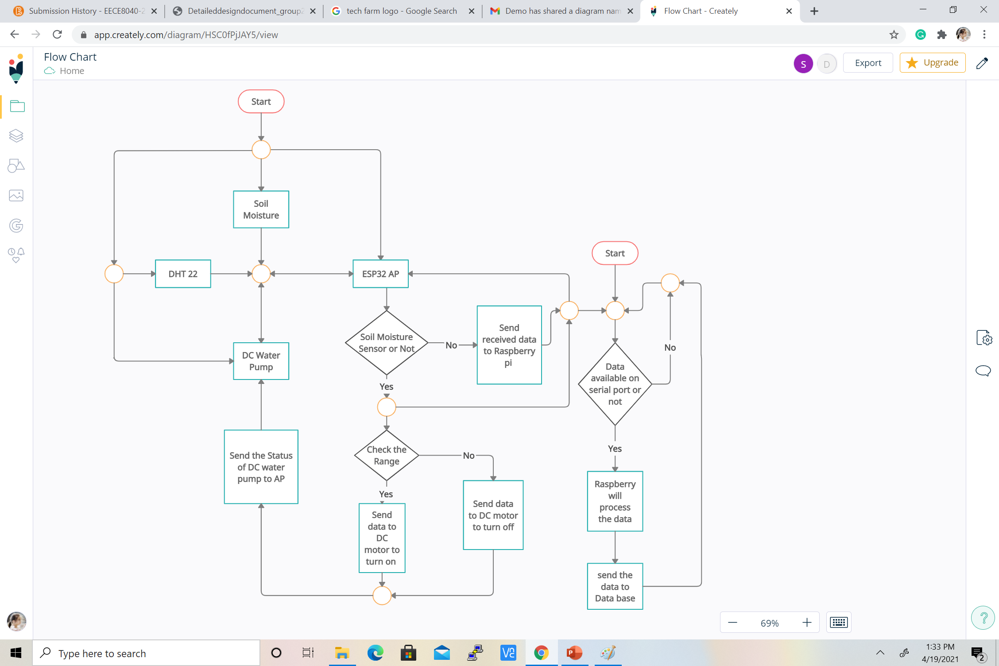 Submission History - EECE8040-2
Detaileddesigndocument_group2
tech farm logo - Google Search
Demo has shared a diagram nam
Flow Chart - Creately
app.creately.com/diagram/HSC0fPjJAY5/view
Flow Chart
Home
S
D
Export
Upgrade
Start
Soil
Moisture
DHT 22
ESP32 AP
DC Water
Pump
Soil Moisture
Sensor or Not
No
Send
received data
to Raspberry
pi
Yes
Check the
Range
No
Yes
Send the Status
of DC water
pump to AP
Send
data to
DC
motor to
turn on
Send data
to DC motor
to turn off
Start
Data
available on
serial port or
not
No
Yes
Raspberry
will
process
the data
send the
data to
Data base
69%
?
Type here to search
1:33 PM
4/19/2021
2